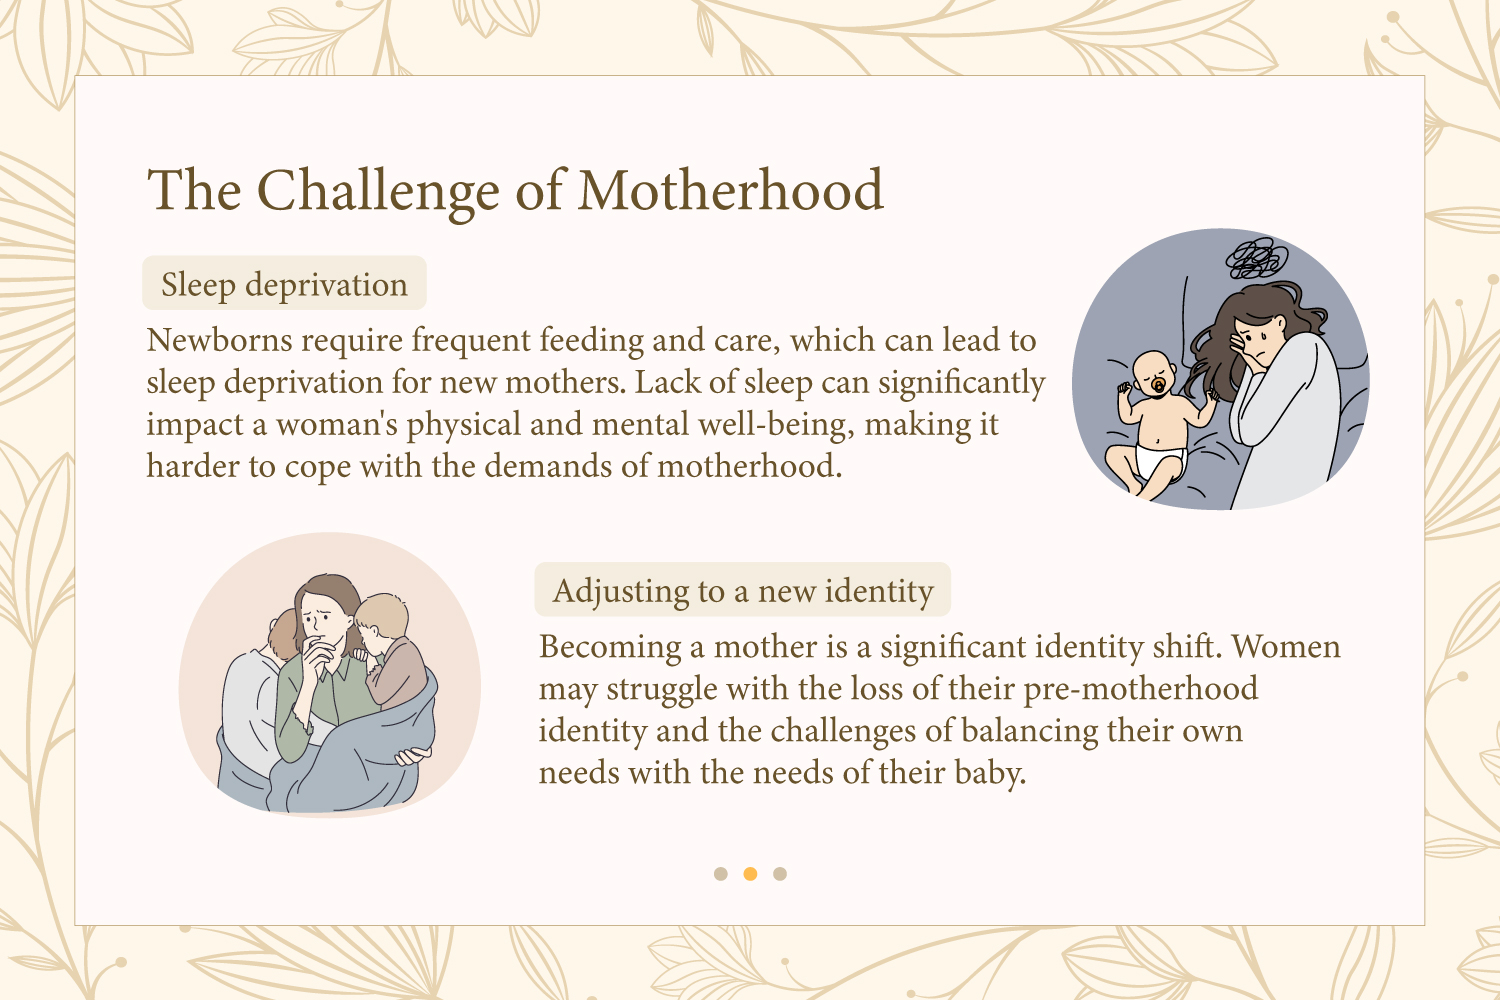 The Challenge of Motherhood
Sleep deprivation
Newborns require frequent feeding and care, which can lead to
sleep deprivation for new mothers. Lack of sleep can significantly
impact a woman's physical and mental well-being, making it
harder to cope with the demands of motherhood.
Adjusting to a new identity
Becoming a mother is a significant identity shift. Women
may struggle with the loss of their pre-motherhood
identity and the challenges of balancing their own
needs with the needs of their baby.